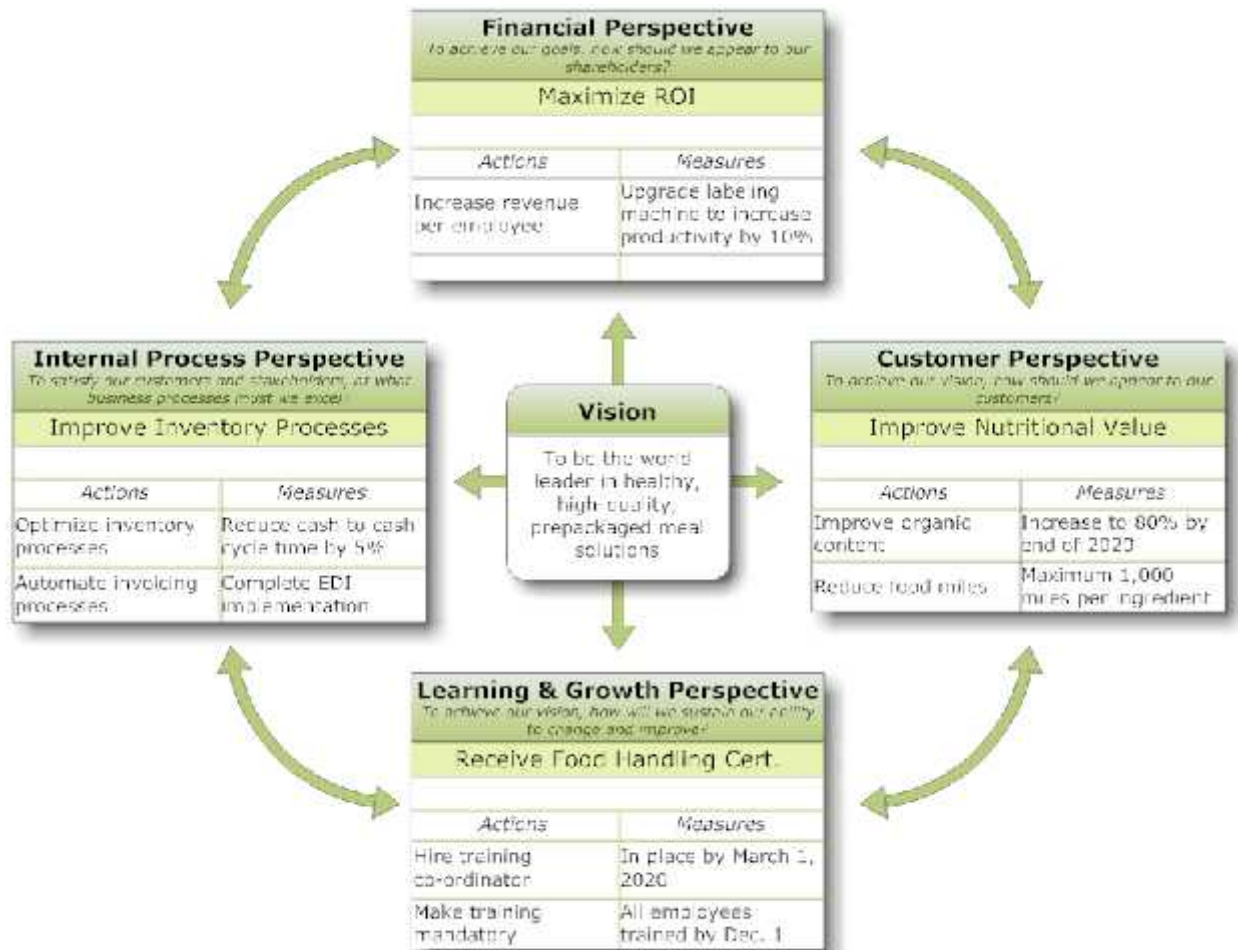 Financial Perspective
To achieve our goals, how should we appear to our
shareholders?
Maximize ROI
Actions Measures
Increase revenue
per employee
Upgrade labeling
machine to increase
productivity by 10%
Internal Process Perspective
To satisfy our customers and stakeholders, at what
business processes must we excel
Improve Inventory Processes
Actions Measures
Optimize inventory
processes
Reduce cash to cash
cycle time by 5%
Automate invoicing
processes
Complete EDI
implementation
Vision
To be the world
leader in healthy,
high-quality,
prepackaged meal
solutions
Customer Perspective
To achieve our vision, how should we appear to our
customers?
Improve Nutritional Value
Actions Measures
Improve organic
content
Increase to 80% by
end of
Reduce food miles
Maximum 1,000
miles per ingredient
Learning & Growth Perspective
To achieve our vision, how will we sustain our ability
to change and improve?
Receive Food Handling Cert.
Actions Measures
Hire training
co-ordinator
In place by March 1,
2020
Make training
mandatory
All employees
trained by Dec. 1